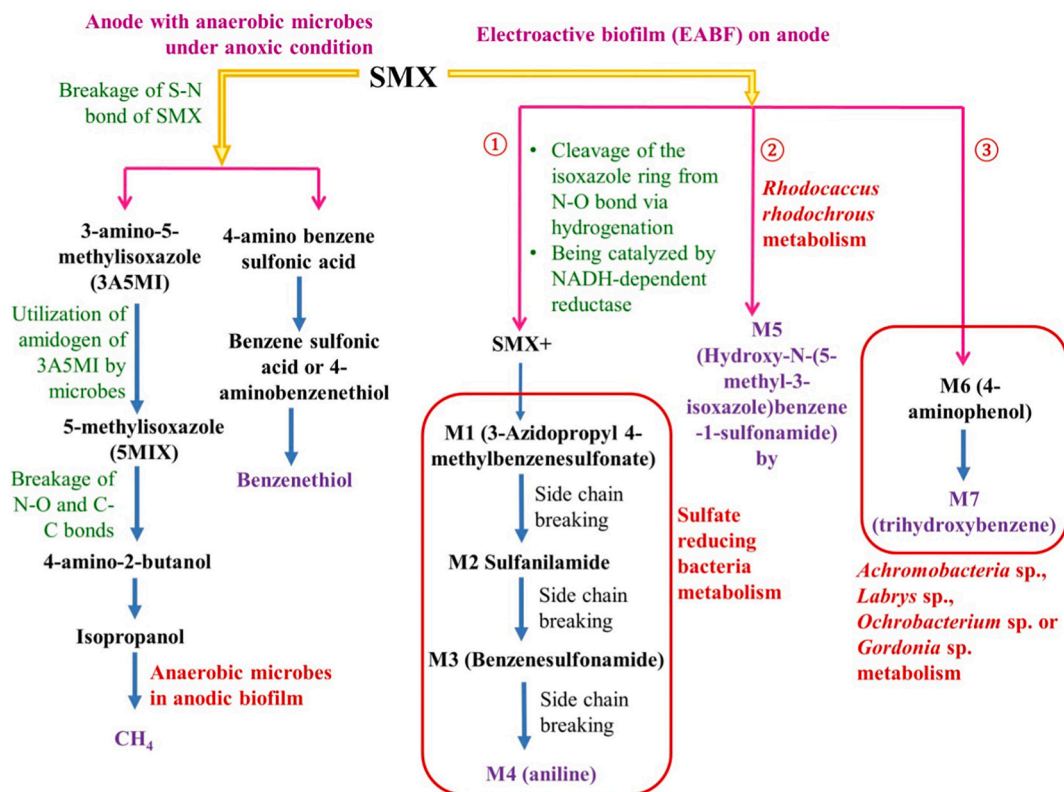 Anode with anaerobic microbes
under anoxic condition
Electroactive biofilm (EABF) on anode
SMX
Breakage of S-N
bond of SMX
3-amino-5-
methylisoxazole
(3A5MI)
Utilization of
amidogen of
3A5MI by
microbes
5-methylisoxazole
(5MIX)
Breakage of
N-O and C-
C bonds
4-amino-2-butanol
Isopropanol
Anaerobic microbes
in anodic biofilm
CH₄
4-amino benzene
sulfonic acid
Benzene sulfonic
acid or 4-
aminobenzenethiol
Benzenethiol
①
• Cleavage of the
isoxazole ring from
N-O bond via
hydrogenation
• Being catalyzed by
NADH-dependent
reductase
SMX+
M1 (3-Azidopropyl 4-
methylbenzenesulfonate)
Side chain
breaking
M2 Sulfanilamide
Side chain
breaking
M3 (Benzenesulfonamide)
Side chain
breaking
M4 (aniline)
Sulfate
reducing
bacteria
metabolism
②
Rhodocaccus
rhodochrous
metabolism
M5
(Hydroxy-N-(5-
methyl-3-
isoxazole)benzene
-1-sulfonamide)
by
③
M6 (4-
aminophenol)
M7
(trihydroxybenzene)
Achromobacteria sp.,
Labrys sp.,
Ochrobacterium sp. or
Gordonia sp.
metabolism